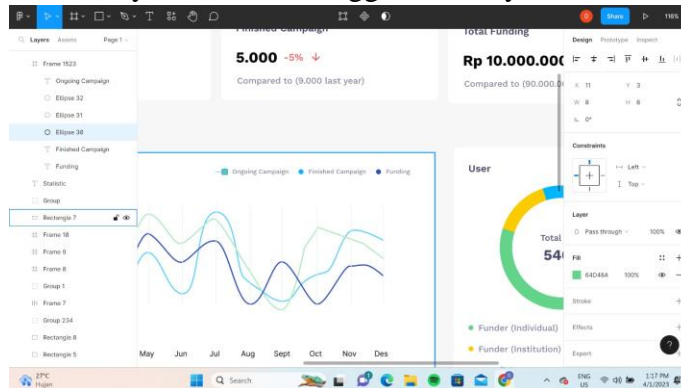 Share
116%
Layers Assets Page 1
Design Prototype Inspect
Finished Campaign
Total Funding
Frame 1523
5.000 -5%
Rp 10.000.000
Ongoing Campaign
Compared to (9.000 last year)
Compared to (90.000.0
X 11 Y 3
Ellipse 32
W 8 H 8
Ellipse 31
0°
Ellipse 30
Constraints
Finished Campaign
Left
Funding
Ongoing Campaign Finished Campaign Funding
User
Top
Statistic
Group
Layer
Rectangle 7
Pass through 100%
Frame 18
Total
Frame 9
540
Fill
Frame 8
64D48A 100%
Group 1
Stroke
Frame 7
Group 234
Funder (Individual)
Effects
Rectangle 8
May Jun Jul Aug Sept Oct Nov Des
Funder (Institution)
Rectangle 5
Export
27°C
Hujan
Search
ENG
US
1:17 PM
4/1/2023